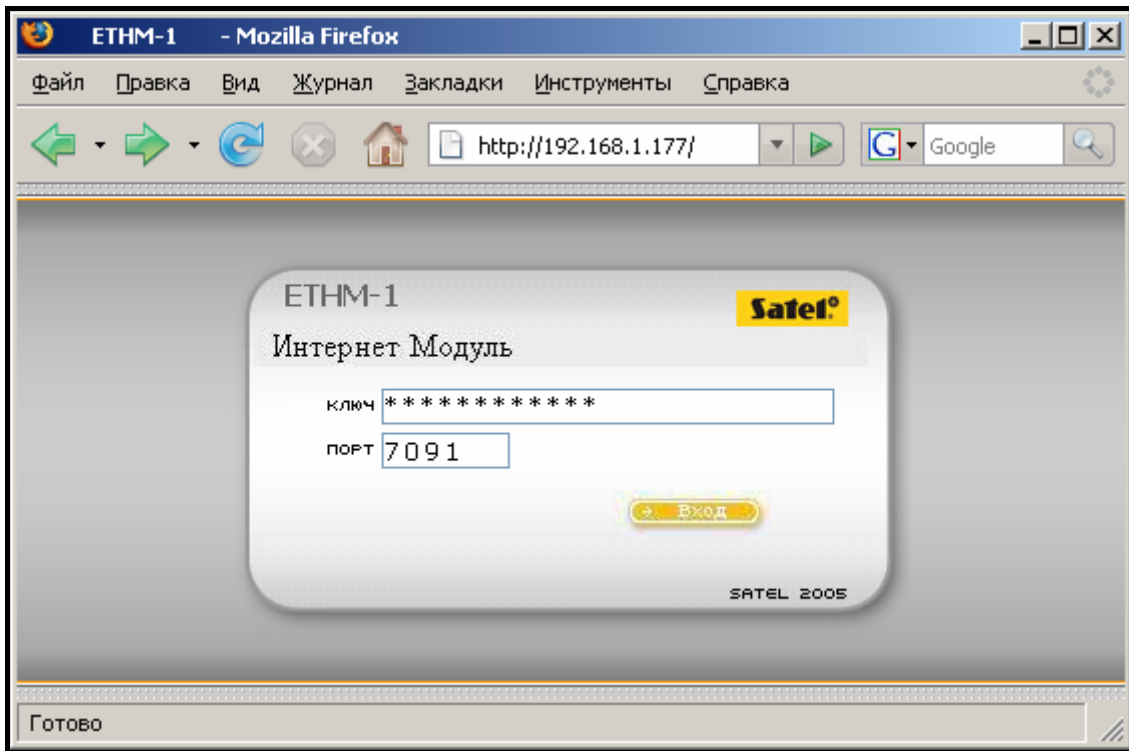 ETHM-1 - Mozilla Firefox
Файл Правка Вид Журнал Закладки Инструменты Справка
http://192.168.1.177/ G Google
ETHM-1
Satel®
Интернет Модуль
ключ ************
порт 7091
Вход
SATEL 2005
Готово